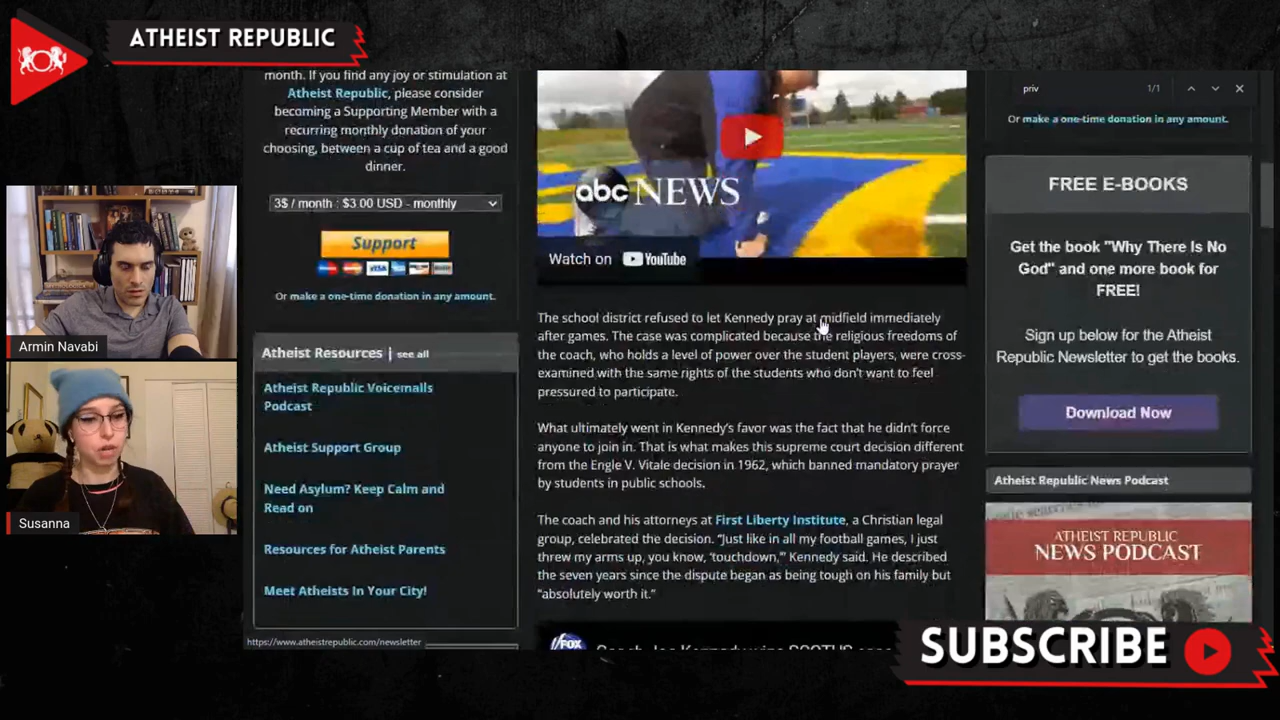 ATHEIST REPUBLIC
month. If you find any joy or stimulation at
Atheist Republic, please consider
becoming a Supporting Member with a
recurring monthly donation of your
choosing, between a cup of tea and a good
dinner.
3$ / month : $3.00 USD - monthly
Support
VISA
Or make a one-time donation in any amount.
Atheist Resources | see all
Atheist Republic Voicemalls
Podcast
Atheist Support Group
Need Asylum? Keep Calm and
Read on
Resources for Atheist Parents
Meet Atheists In Your City!
https://www.atheistrepublic.com/newsletter
Armin Navabi
Susanna
abc NEWS
Watch on YouTube
The school district refused to let Kennedy pray at midfield immediately
after games. The case was complicated because the religious freedoms of
the coach, who holds a level of power over the student players, were cross-
examined with the same rights of the students who don't want to feel
pressured to participate.
What ultimately went in Kennedy's favor was the fact that he didn't force
anyone to join in. That is what makes this supreme court decision different
from the Engle V. Vitale decision in 1962, which banned mandatory prayer
by students in public schools.
The coach and his attorneys at First Liberty Institute, a Christian legal
group, celebrated the decision. "Just like in all my football games, I just
threw my arms up, you know, 'touchdown,'" Kennedy said. He described
the seven years since the dispute began as being tough on his family but
"absolutely worth it."
FOX
Coach Joe Kennedy wins SCOTUS case
priv 1/1
Or make a one-time donation in any amount.
FREE E-BOOKS
Get the book "Why There Is No
God" and one more book for
FREE!
Sign up below for the Atheist
Republic Newsletter to get the books.
Download Now
Atheist Republic News Podcast
ATHEIST REPUBLIC
NEWS PODCAST
SUBSCRIBE